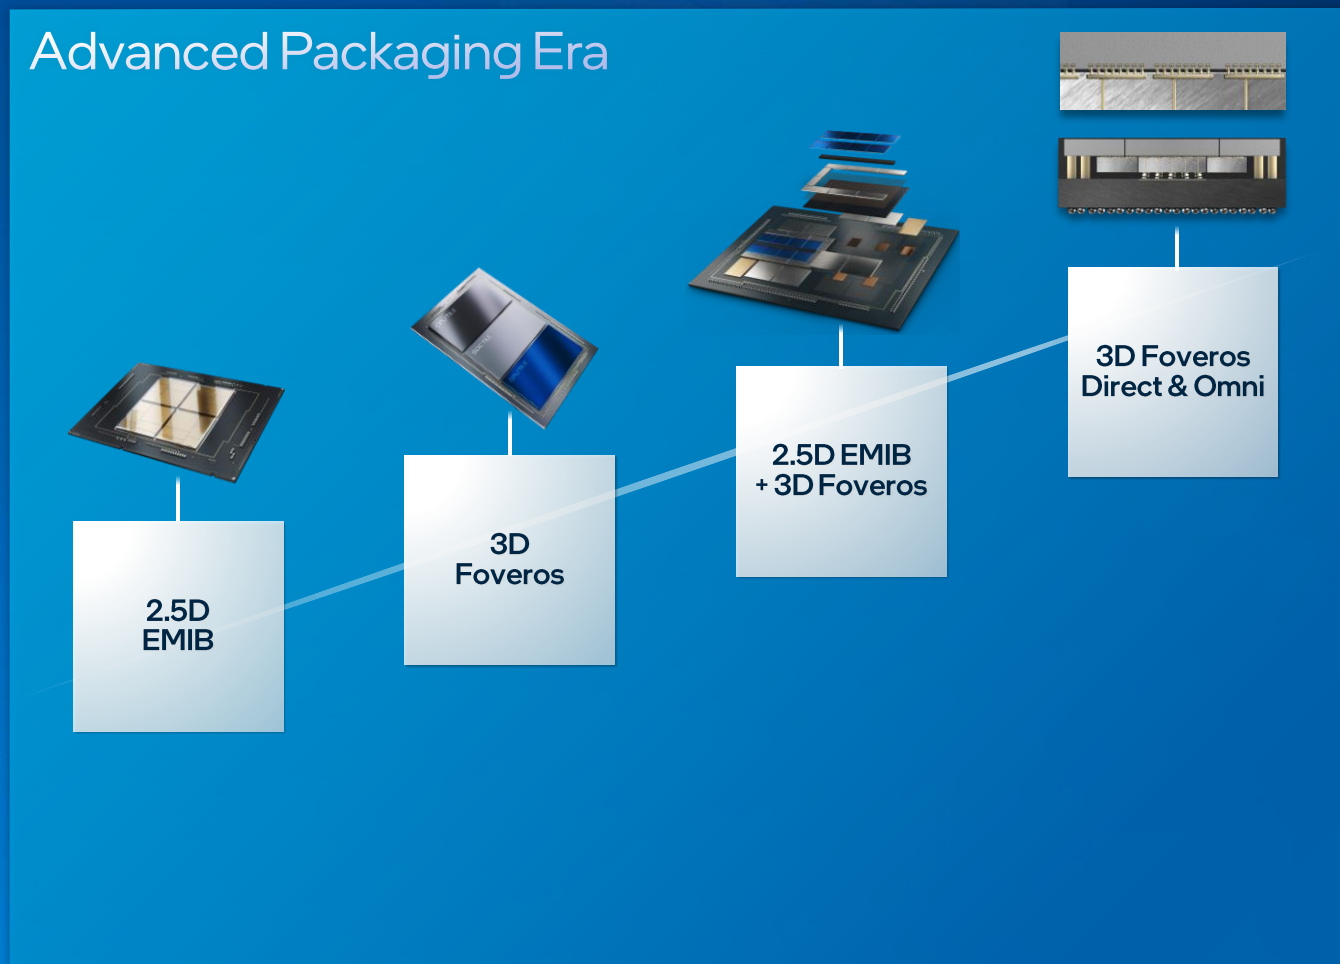 Advanced Packaging Era
2.5D
EMIB
3D
Foveros
2.5D EMIB
+ 3D Foveros
3D Foveros
Direct & Omni